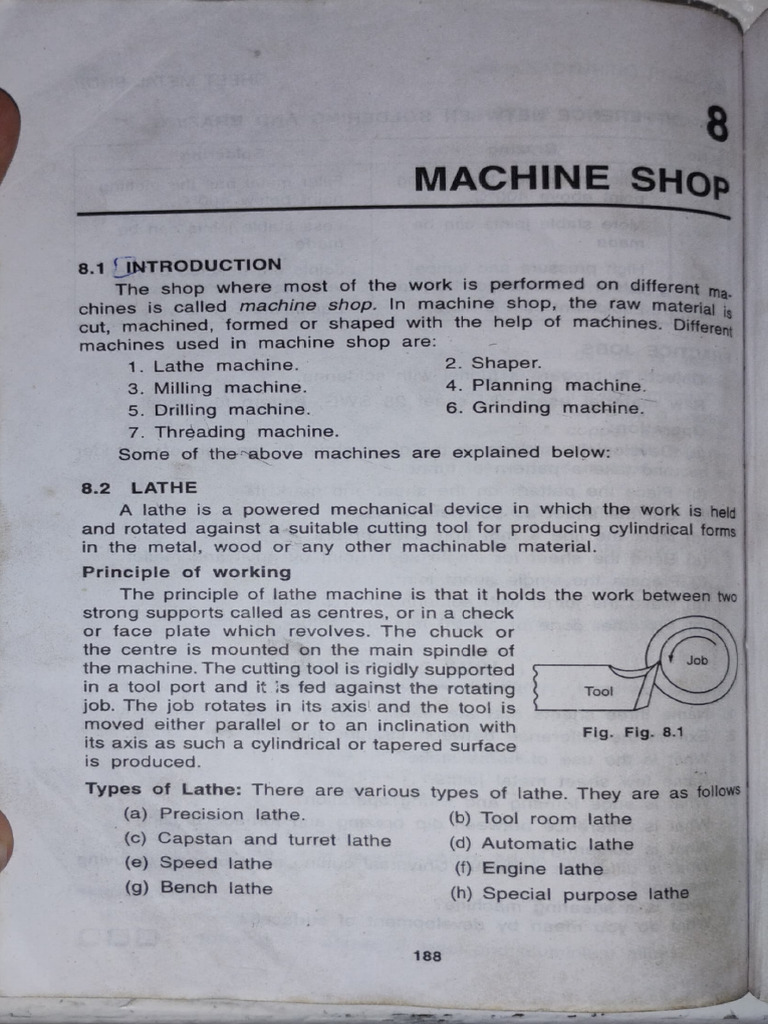 8
MACHINE SHOP
8.1 INTRODUCTION
The shop where most of the work is performed on different ma-
chines is called machine shop. In machine shop, the raw material is
cut, machined, formed or shaped with the help of machines. Different
machines used in machine shop are:
1. Lathe machine. 2. Shaper.
3. Milling machine. 4. Planning machine.
5. Drilling machine. 6. Grinding machine.
7. Threading machine.
Some of the above machines are explained below:
8.2 LATHE
A lathe is a powered mechanical device in which the work is held
and rotated against a suitable cutting tool for producing cylindrical forms
in the metal, wood or any other machinable material.
Principle of working
The principle of lathe machine is that it holds the work between two
strong supports called as centres, or in a check
or face plate which revolves. The chuck or
the centre is mounted on the main spindle of
the machine. The cutting tool is rigidly supported
in a tool port and it is fed against the rotating
job. The job rotates in its axis and the tool is
moved either parallel or to an inclination with
its axis as such a cylindrical or tapered surface
is produced.
Job
Tool
Fig. Fig. 8.1
Types of Lathe: There are various types of lathe. They are as follows
(a) Precision lathe. (b) Tool room lathe
(c) Capstan and turret lathe (d) Automatic lathe
(e) Speed lathe (f) Engine lathe
(g) Bench lathe (h) Special purpose lathe
188